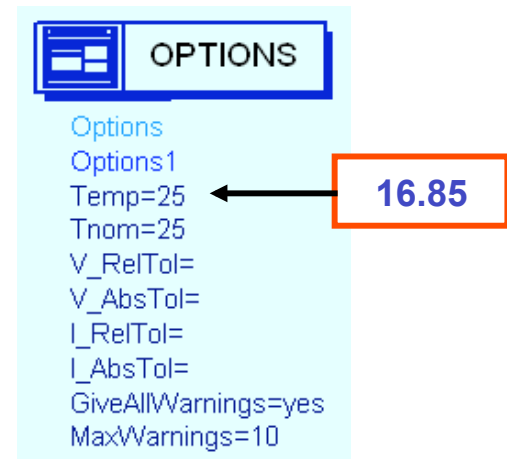 OPTIONS
Options
Options1
Temp=25
16.85
Tnom=25
V_RelTol=
V_AbsTol=
I_RelTol=
I_AbsTol=
GiveAllWarnings=yes
MaxWarnings=10